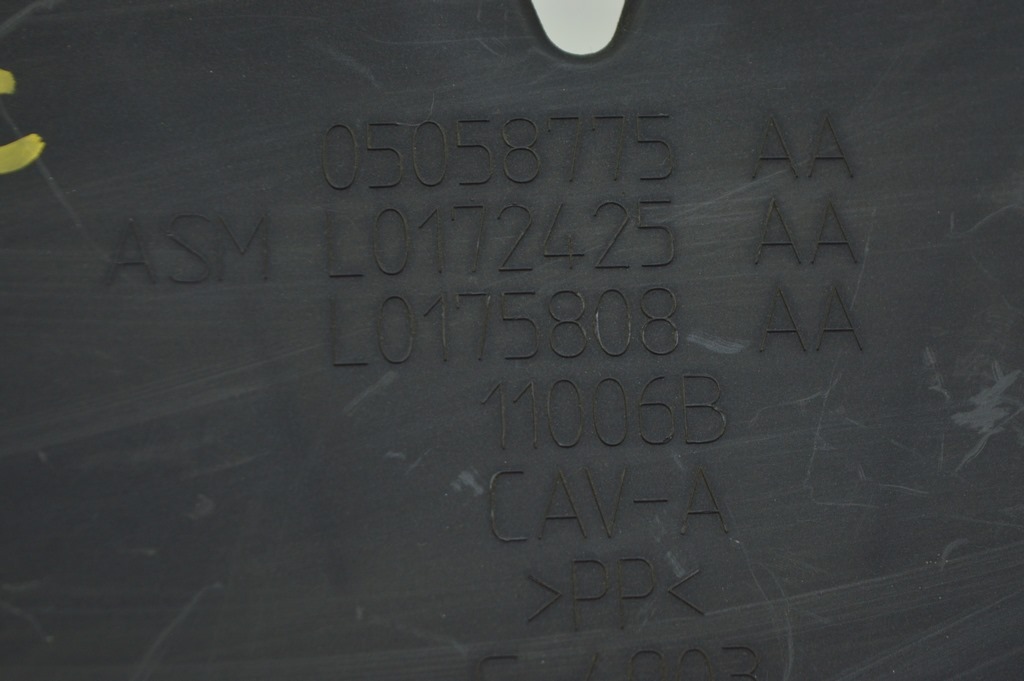 05058775 AA
ASM L0172425 AA
L0175808 AA
11006B
CAV-A
>PP<